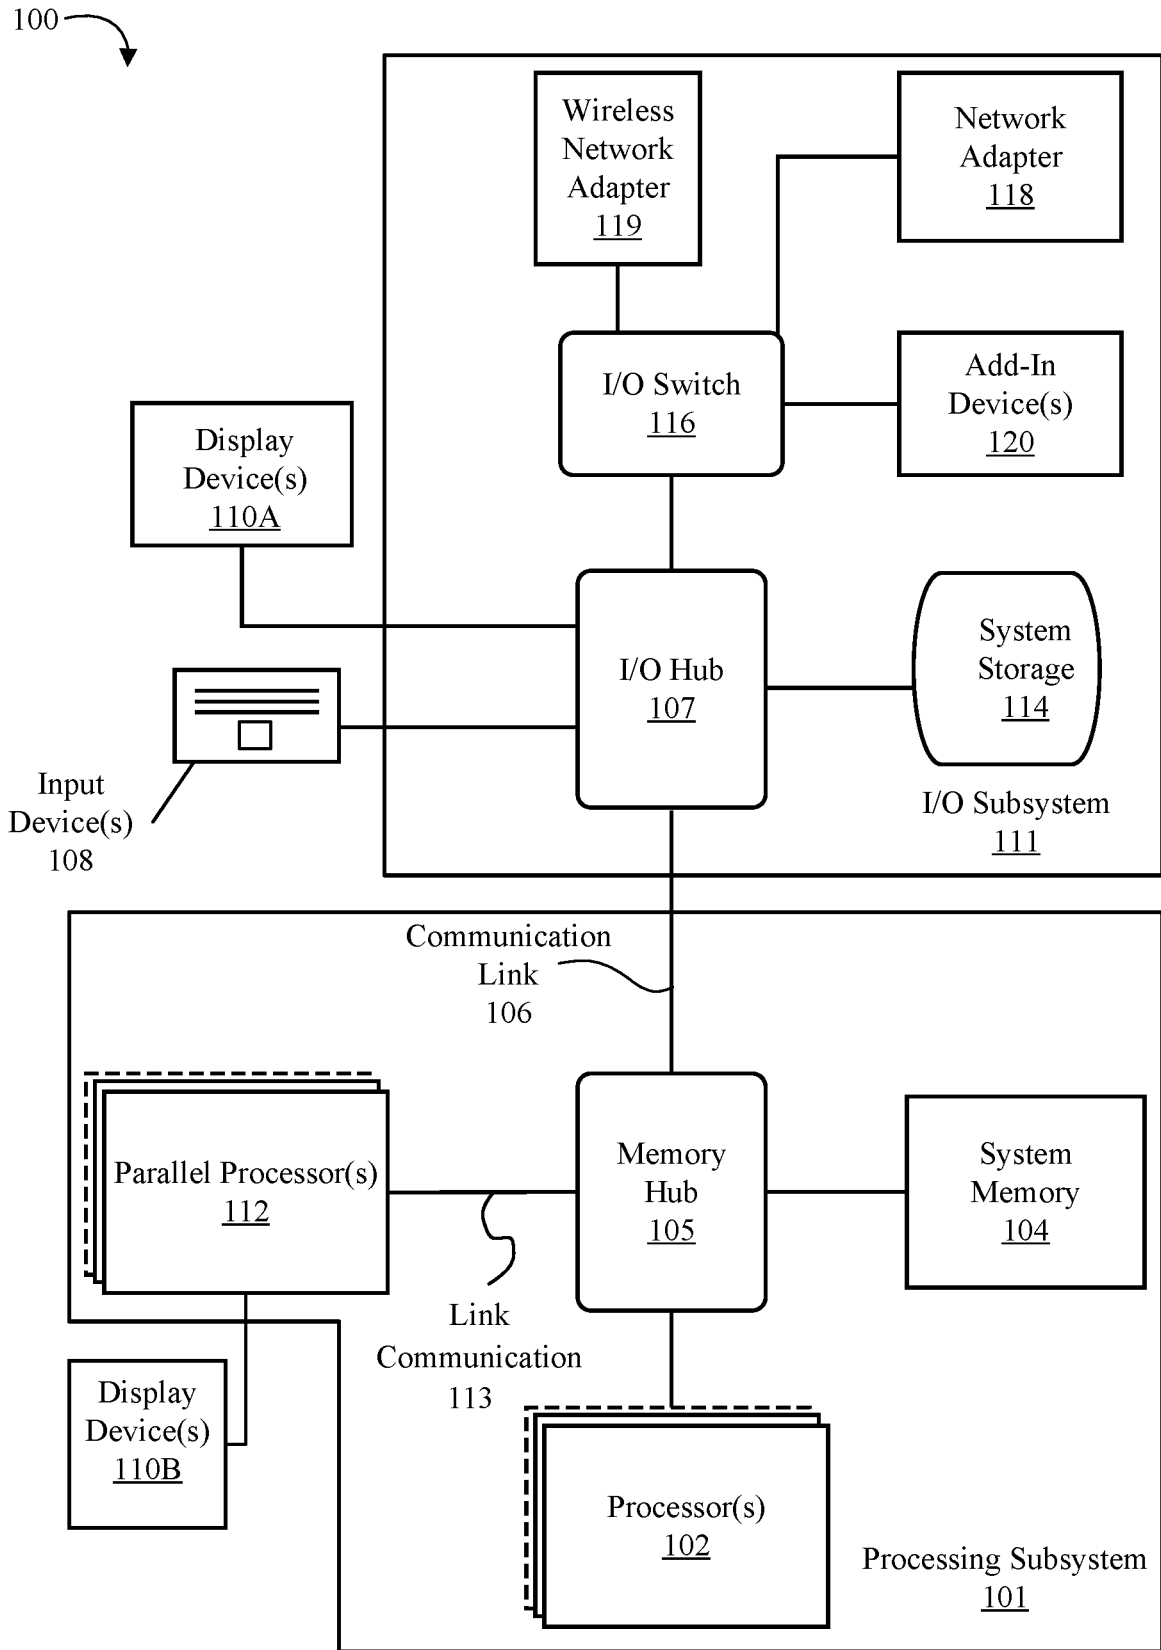 100
Wireless
Network
Adapter
119
Network
Adapter
118
I/O Switch
116
Add-In
Device(s)
120
Display
Device(s)
110A
I/O Hub
107
System
Storage
114
Input
Device(s)
108
I/O Subsystem
111
Communication
Link
106
Parallel Processor(s)
112
Memory
Hub
105
System
Memory
104
Link
Communication
113
Display
Device(s)
110B
Processor(s)
102
Processing Subsystem
101